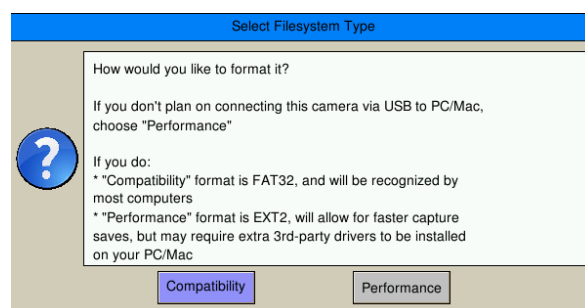 Select Filesystem Type
How would you like to format it?
If you don't plan on connecting this camera via USB to PC/Mac,
choose "Performance"
If you do:
* "Compatibility" format is FAT32, and will be recognized by
most computers
* "Performance" format is EXT2, will allow for faster capture
saves, but may require extra 3rd-party drivers to be installed
on your PC/Mac
Compatibility Performance